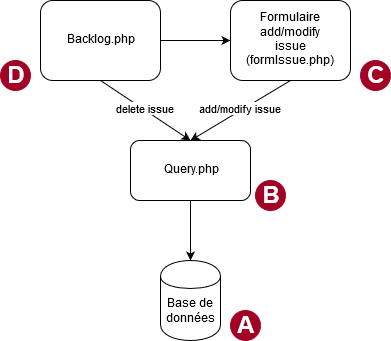 Backlog.php
Formulaire
add/modify
issue
(formIssue.php)
D
C
delete issue
add/modify issue
Query.php
B
Base de
données
A